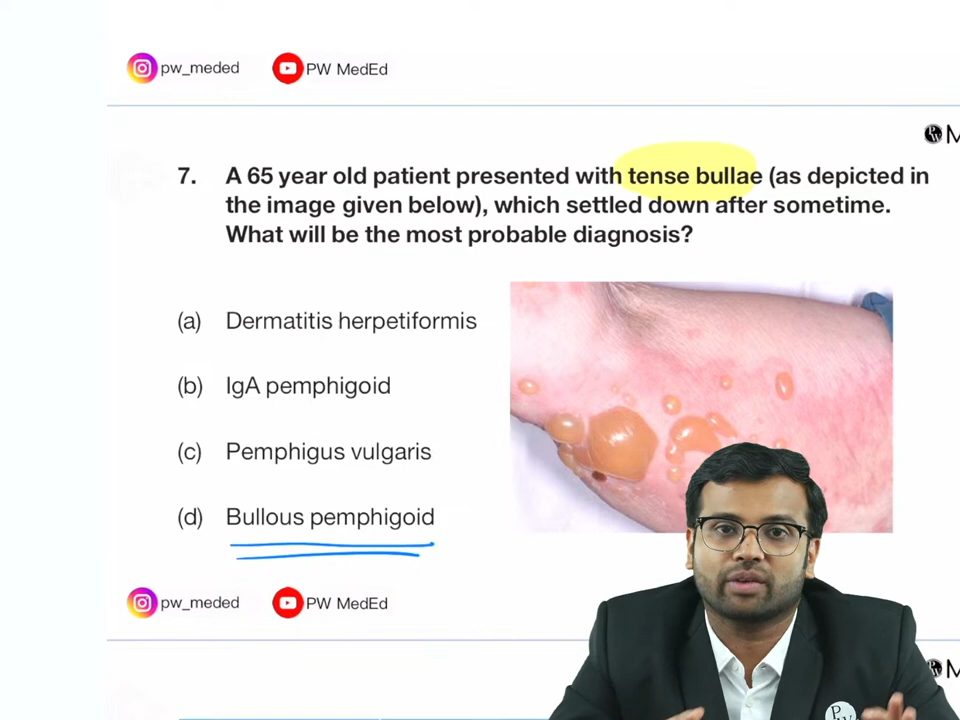 pw_meded PW MedEd
M
7. A 65 year old patient presented with tense bullae (as depicted in
the image given below), which settled down after sometime.
What will be the most probable diagnosis?
(a) Dermatitis herpetiformis
(b) IgA pemphigoid
(c) Pemphigus vulgaris
(d) Bullous pemphigoid
pw_meded PW MedEd
M
PW